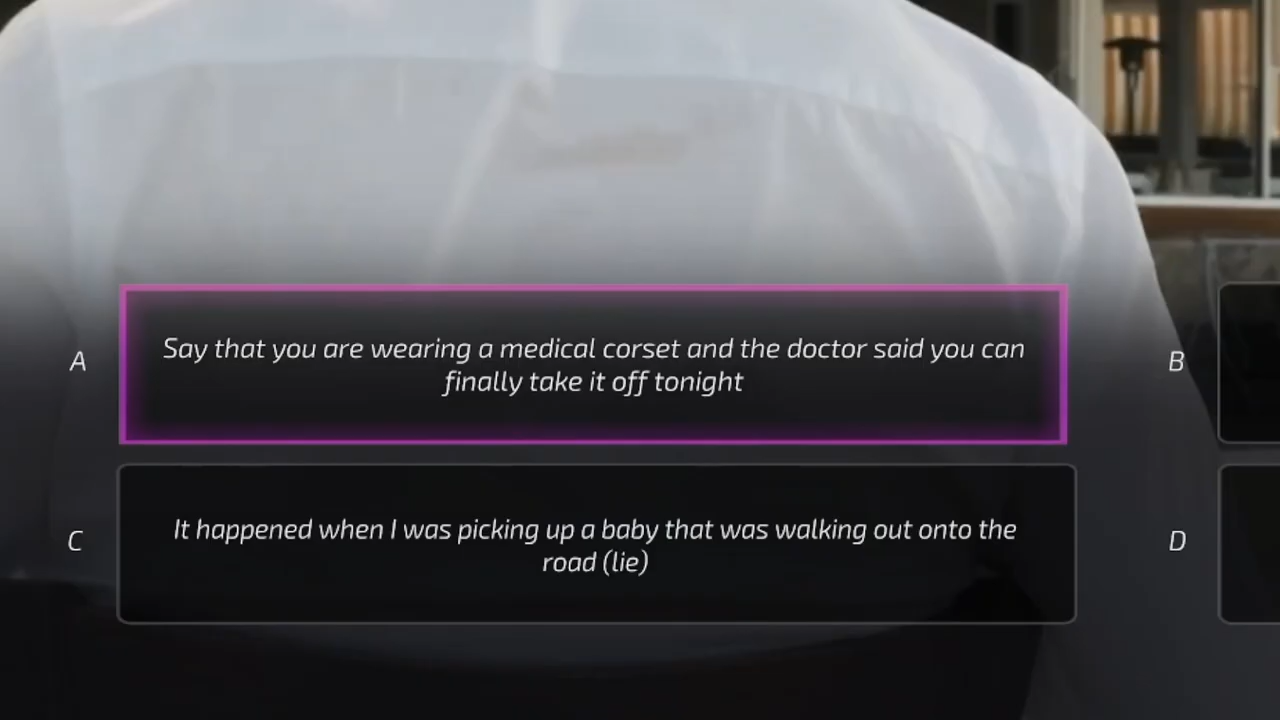 A
Say that you are wearing a medical corset and the doctor said you can
finally take it off tonight
B
C
It happened when I was picking up a baby that was walking out onto the
road (lie)
D